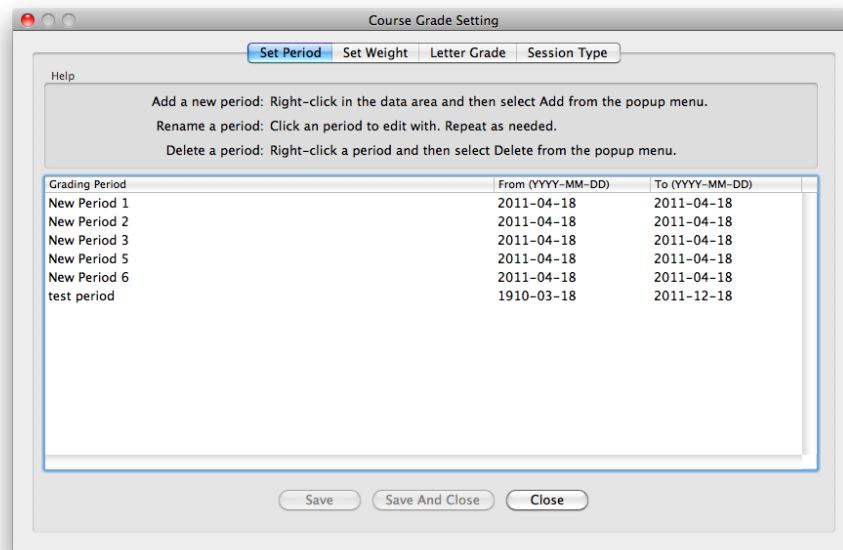 Course Grade Setting
Set Period Set Weight Letter Grade Session Type
Help
Add a new period: Right-click in the data area and then select Add from the popup menu.
Rename a period: Click an period to edit with. Repeat as needed.
Delete a period: Right-click a period and then select Delete from the popup menu.
Grading Period From (YYYY-MM-DD) To (YYYY-MM-DD)
New Period 1 2011-04-18 2011-04-18
New Period 2 2011-04-18 2011-04-18
New Period 3 2011-04-18 2011-04-18
New Period 5 2011-04-18 2011-04-18
New Period 6 2011-04-18 2011-04-18
test period 1910-03-18 2011-12-18
Save Save And Close Close